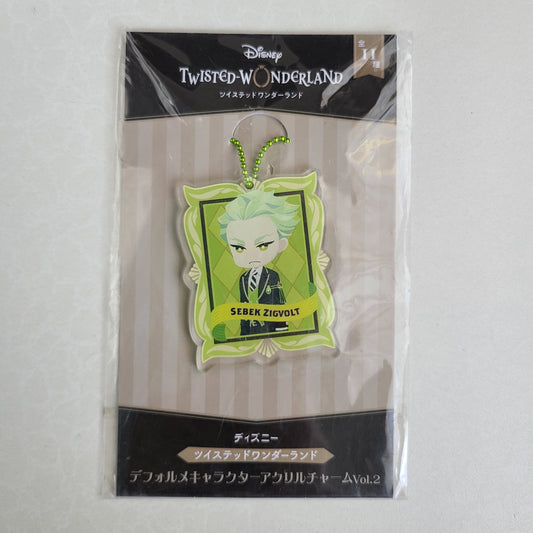 Disney
TWISTED-WONDERLAND
ツイステッドワンダーランド
全
11
種
SEBEK ZIGVOLT
ディズニー
ツイステッドワンダーランド
デフォルメキャラクターアクリルチャームVol.2